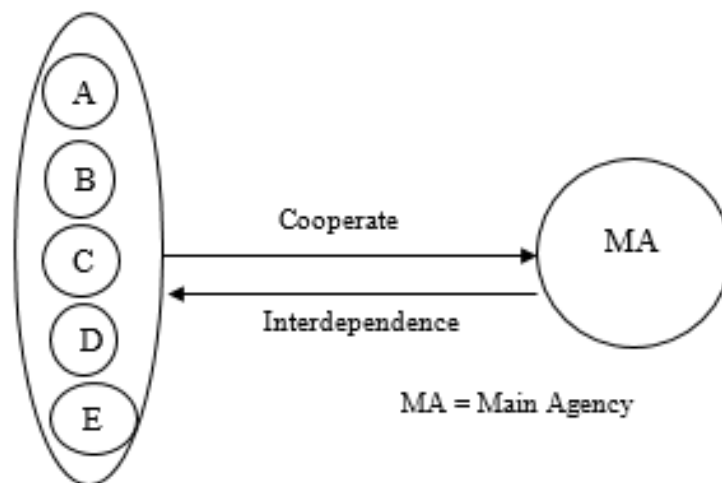 A
B
C
D
E
Cooperate
Interdependence
MA
MA = Main Agency